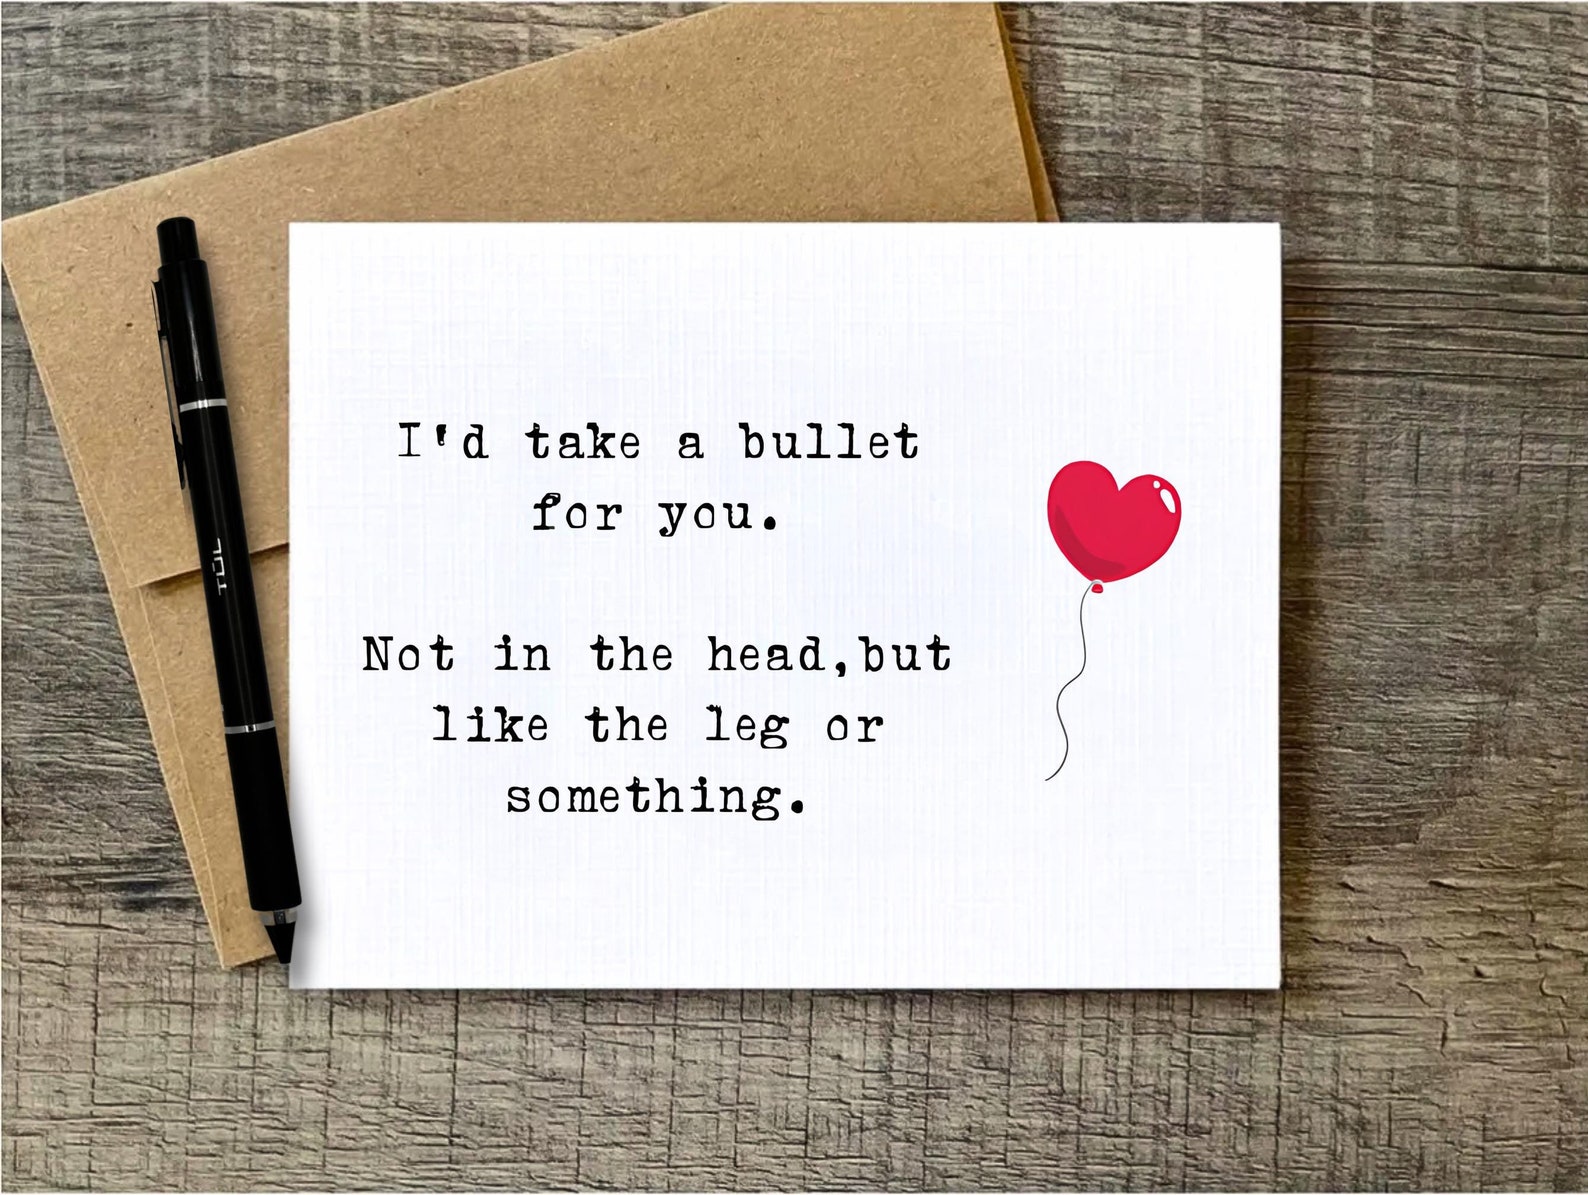 I'd take a bullet
for you.
Not in the head,but
like the leg or
something.
TUL